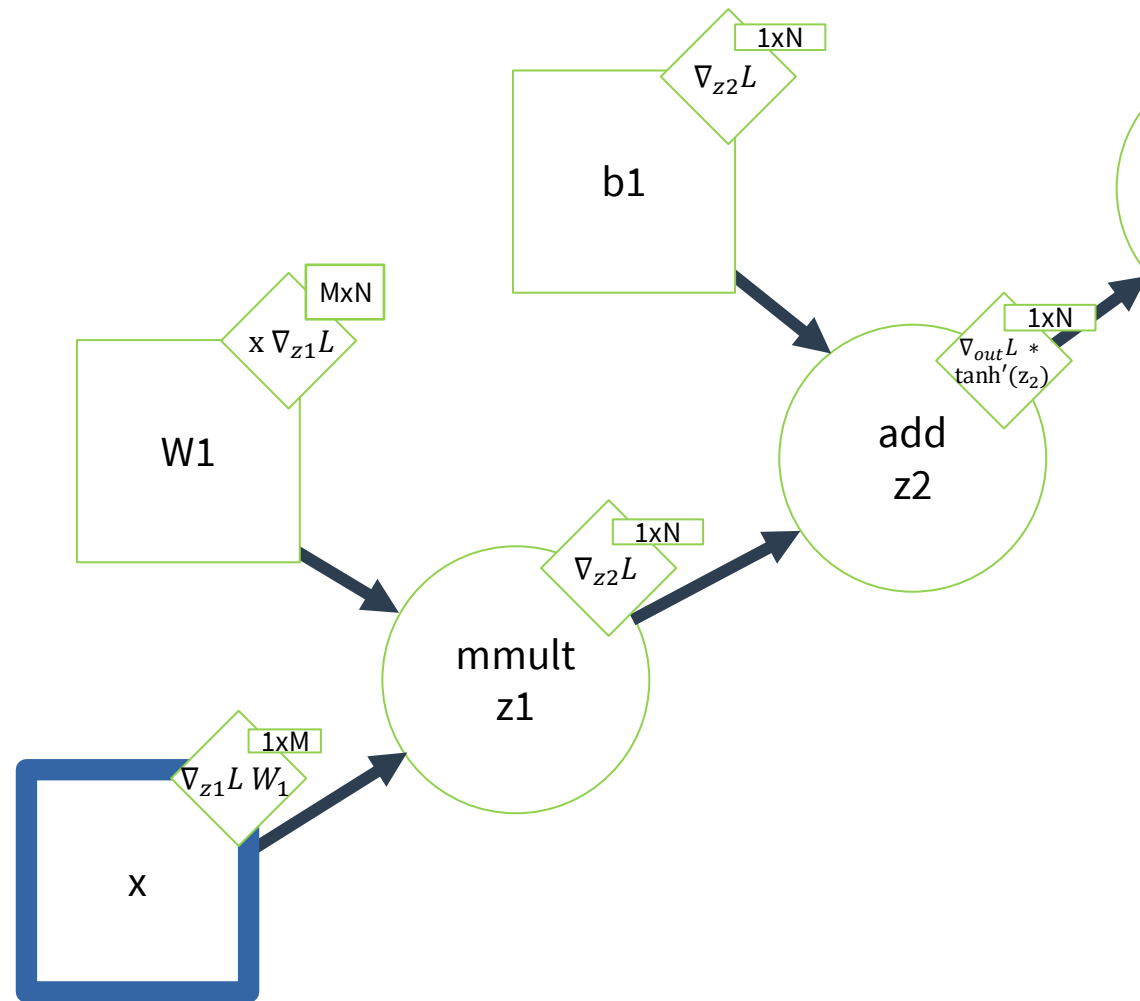 1xN
∇z2L
b1
MxN
x ∇z1L
W1
1xN
∇outL *
tanh′(z2)
add
z2
1xN
∇z2L
mmult
z1
1xM
∇z1L W1
x